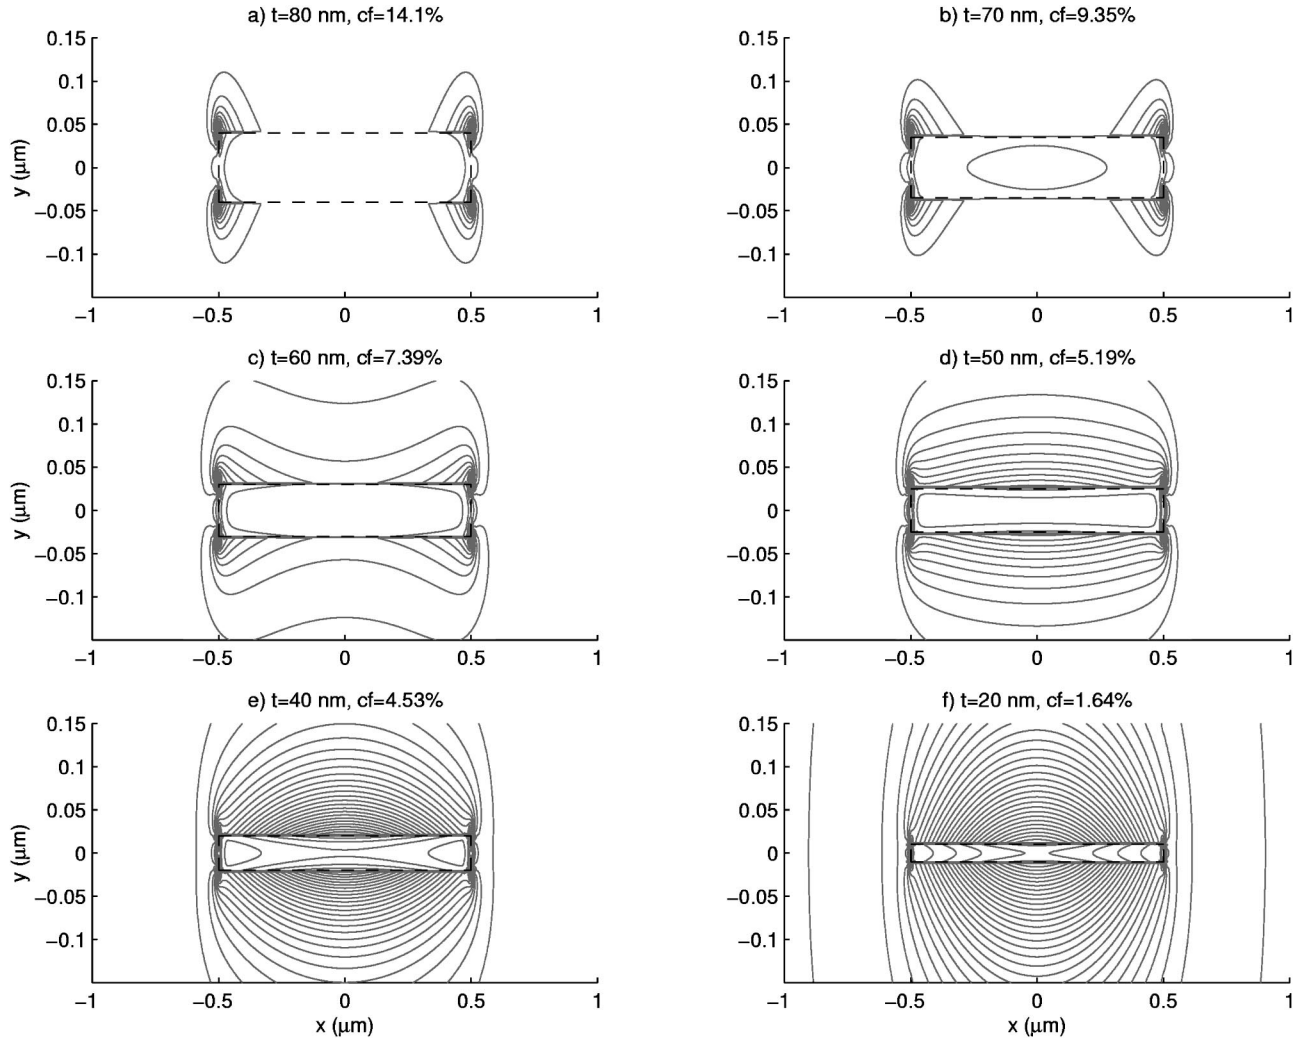 a) t=80 nm, cf=14.1%
0.15
0.1
0.05
0
−0.05
−0.1
y (μm)
−1 −0.5 0 0.5 1
b) t=70 nm, cf=9.35%
0.15
0.1
0.05
0
−0.05
−0.1
y (μm)
−1 −0.5 0 0.5 1
c) t=60 nm, cf=7.39%
0.15
0.1
0.05
0
−0.05
−0.1
y (μm)
−1 −0.5 0 0.5 1
d) t=50 nm, cf=5.19%
0.15
0.1
0.05
0
−0.05
−0.1
y (μm)
−1 −0.5 0 0.5 1
e) t=40 nm, cf=4.53%
0.15
0.1
0.05
0
−0.05
−0.1
y (μm)
−1 −0.5 0 0.5 1
x (μm)
f) t=20 nm, cf=1.64%
0.15
0.1
0.05
0
−0.05
−0.1
y (μm)
−1 −0.5 0 0.5 1
x (μm)